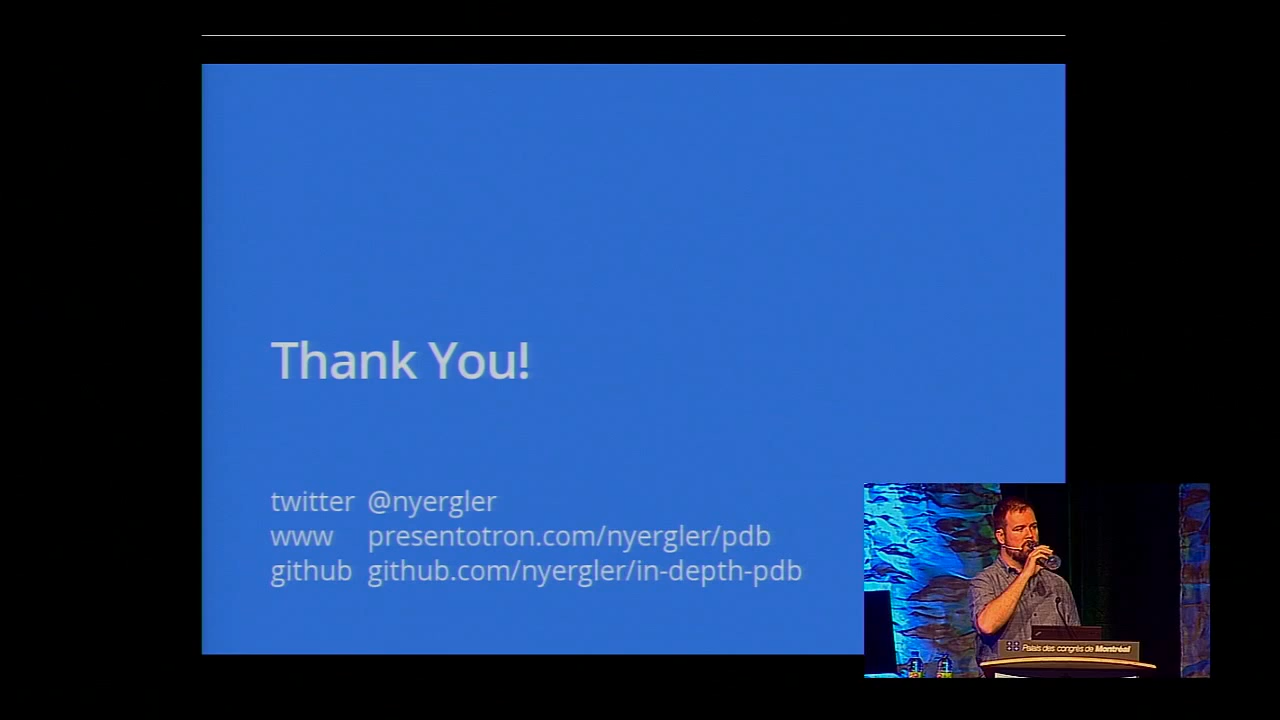 Thank You!
twitter @nyergler
www presentotron.com/nyergler/pdb
github github.com/nyergler/in-depth-pdb
Palais des congrès de Montréal